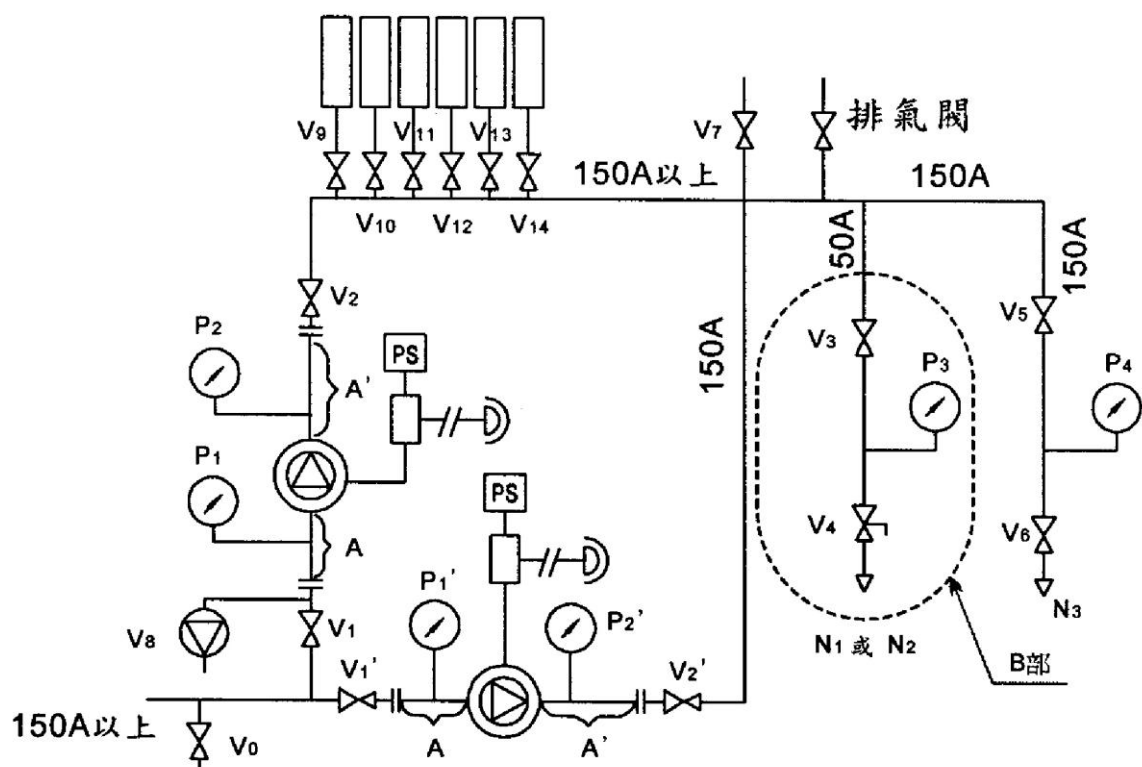 V9
V11
V13
V7
排氣閥
150A以上
150A
V10
V12
V14
50A
150A
V2
V5
P2
PS
V3
150A
P3
P4
A'
P1
PS
V4
V6
A
P1'
P2'
N3
V8
V1
N1 或 N2
V1'
V2'
B部
150A以上
V0
A
A'